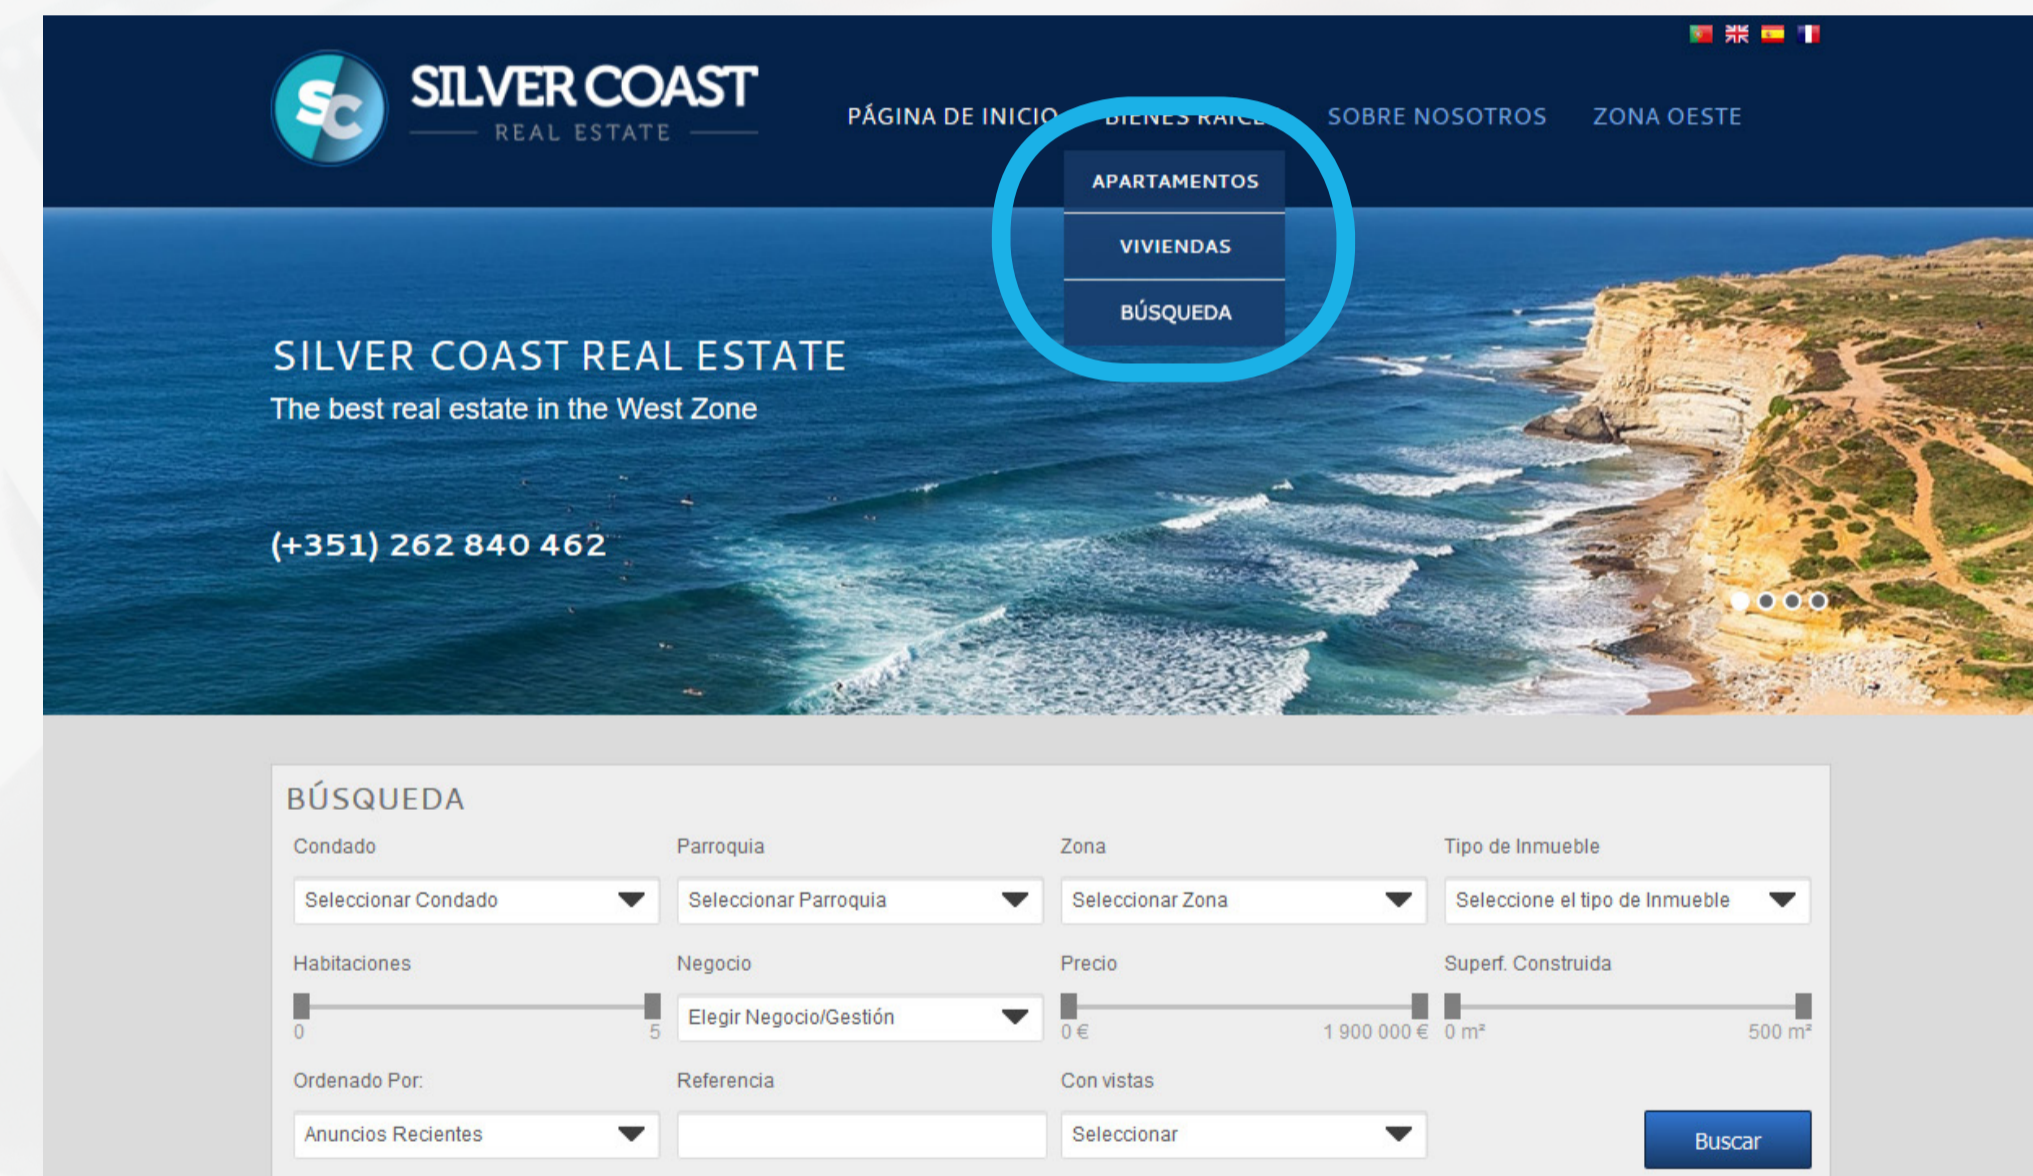 SC
SILVER COAST
REAL ESTATE
PÁGINA DE INICIO
BIENES
SOBRE NOSOTROS
ZONA OESTE
APARTAMENTOS
VIVIENDAS
BÚSQUEDA
SILVER COAST REAL ESTATE
The best real estate in the West Zone
(+351) 262 840 462
BÚSQUEDA
Condado
Parroquia
Zona
Tipo de Inmueble
Seleccionar Condado
Seleccionar Parroquia
Seleccionar Zona
Seleccione el tipo de Inmueble
Habitaciones
Negocio
Precio
Superf. Construida
0
5
Elegir Negocio/Gestión
0 €
1 900 000 €
0 m²
500 m²
Ordenado Por:
Referencia
Con vistas
Anuncios Recientes
Seleccionar
Buscar